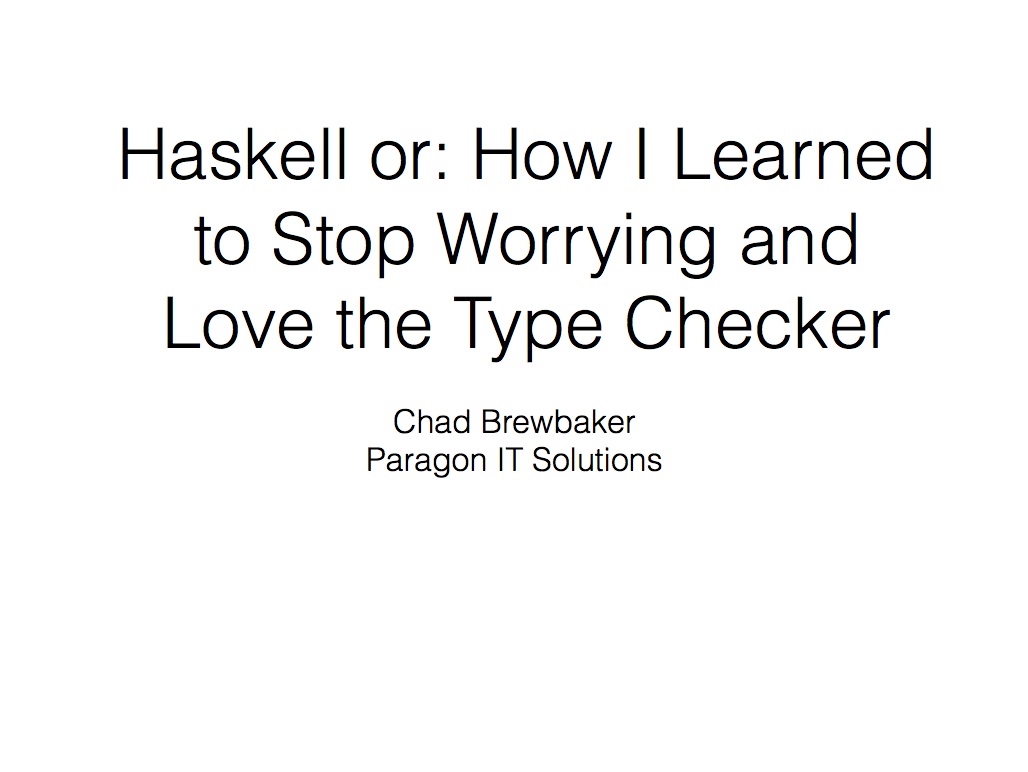 Haskell or: How I Learned
to Stop Worrying and
Love the Type Checker
Chad Brewbaker
Paragon IT Solutions